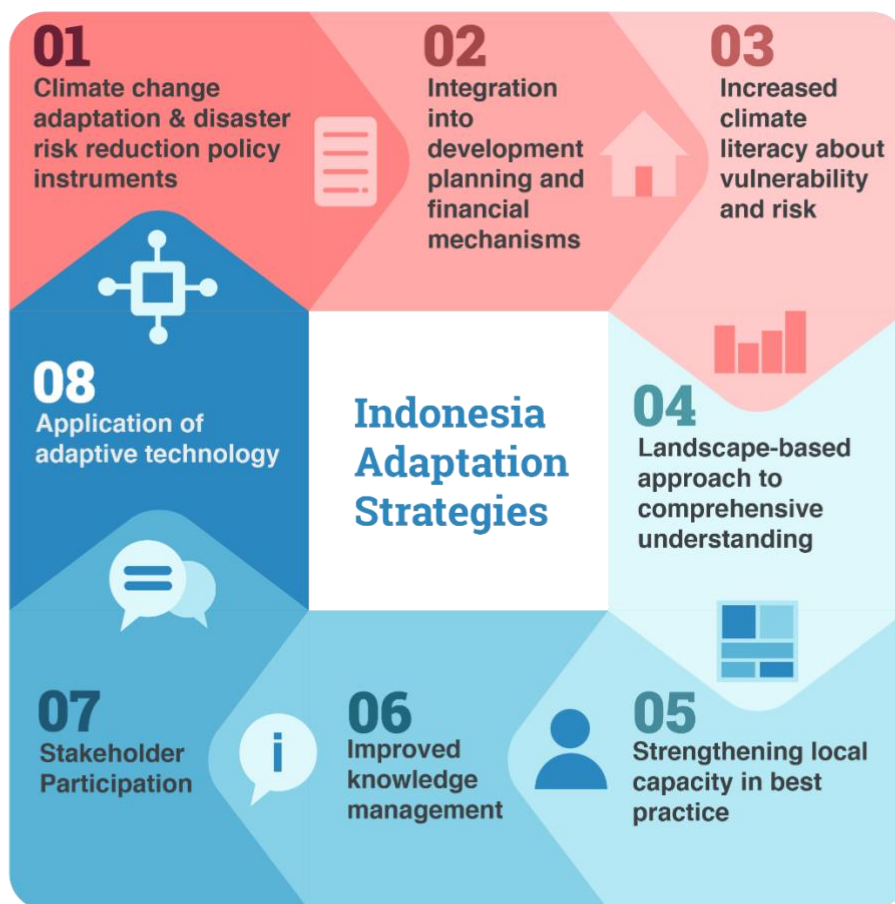 01
Climate change
adaptation & disaster
risk reduction policy
instruments
02
Integration
into
development
planning and
financial
mechanisms
03
Increased
climate
literacy about
vulnerability
and risk
04
Landscape-based
approach to
comprehensive
understanding
05
Strengthening local
capacity in best
practice
06
Improved
knowledge
management
07
Stakeholder
Participation
08
Application of
adaptive technology
Indonesia
Adaptation
Strategies
i